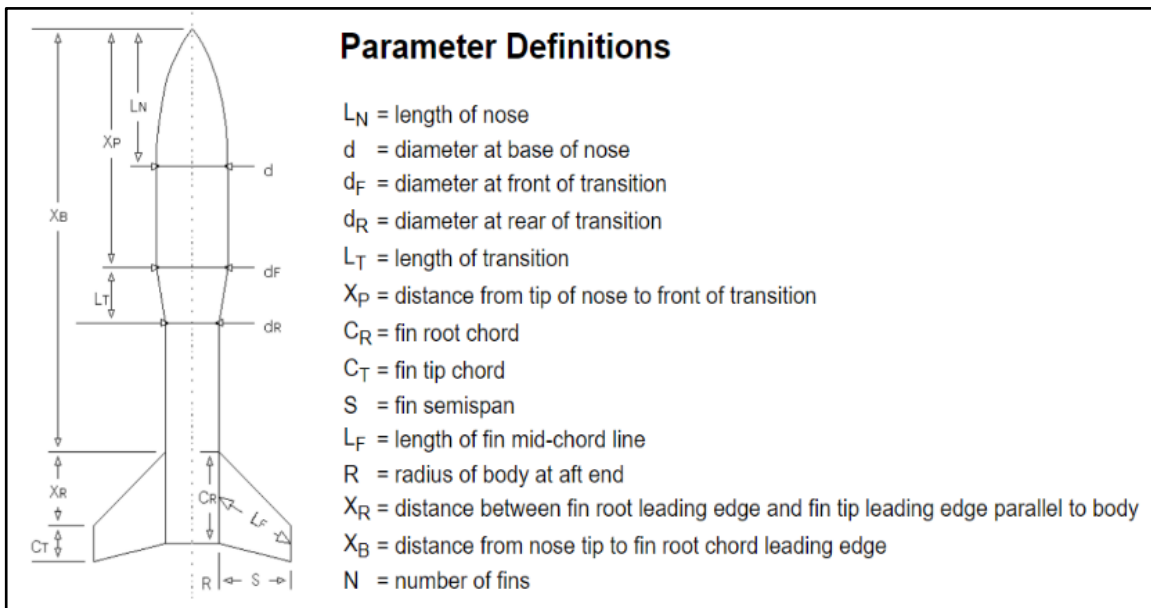 Parameter Definitions
LN = length of nose
d = diameter at base of nose
dF = diameter at front of transition
dR = diameter at rear of transition
LT = length of transition
XP = distance from tip of nose to front of transition
CR = fin root chord
CT = fin tip chord
S = fin semispan
LF = length of fin mid-chord line
R = radius of body at aft end
XR = distance between fin root leading edge and fin tip leading edge parallel to body
XB = distance from nose tip to fin root chord leading edge
N = number of fins
LN
XP
d
XB
dF
LT
dR
XR
CR
LF
CT
R
S